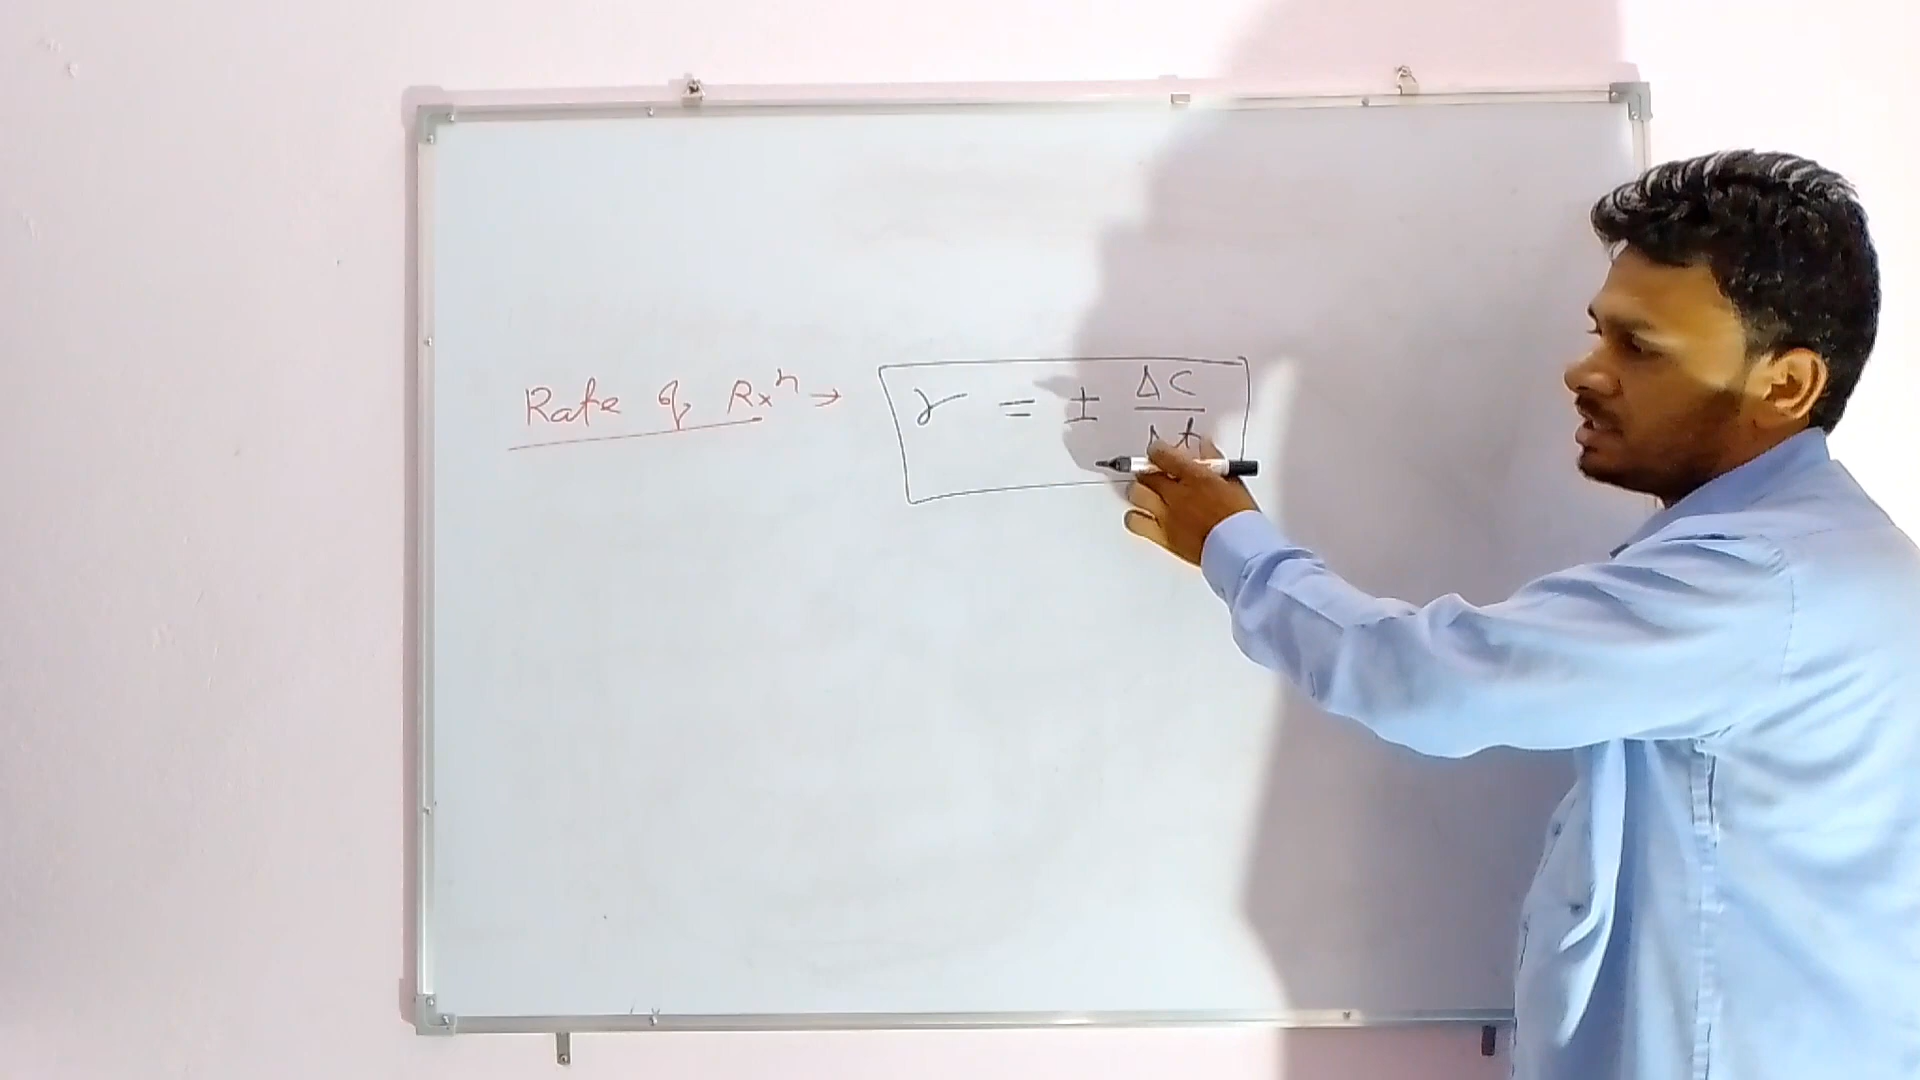 Rate of Rxⁿ → r = ± ΔC/Δt